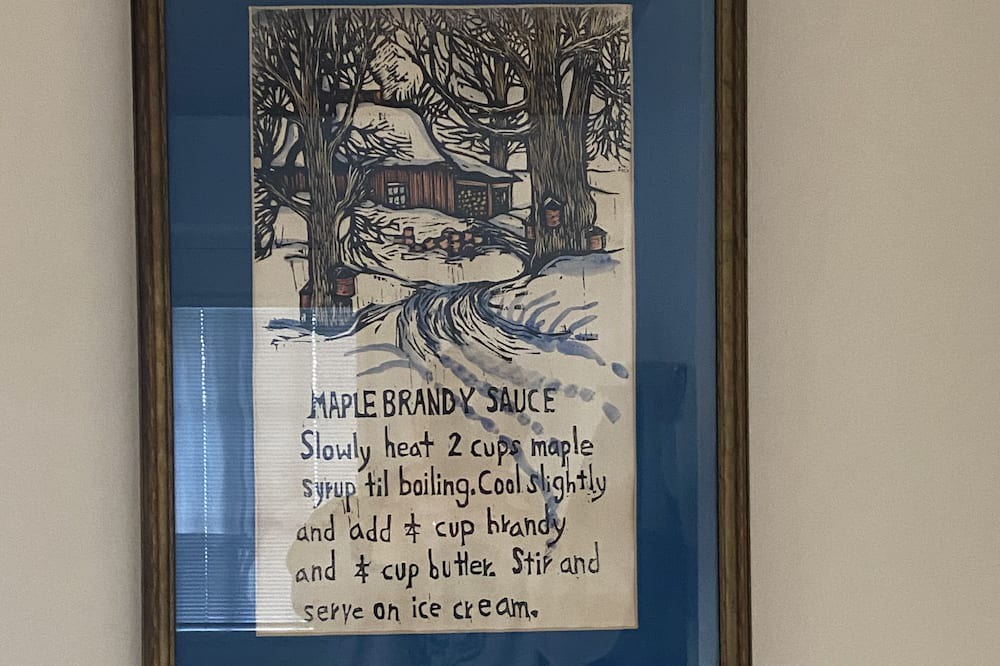 MAPLE BRANDY SAUCE
Slowly heat 2 cups maple
syrup til boiling. Cool slightly
and add ¼ cup brandy
and ¼ cup butter. Stir and
serve on ice cream.